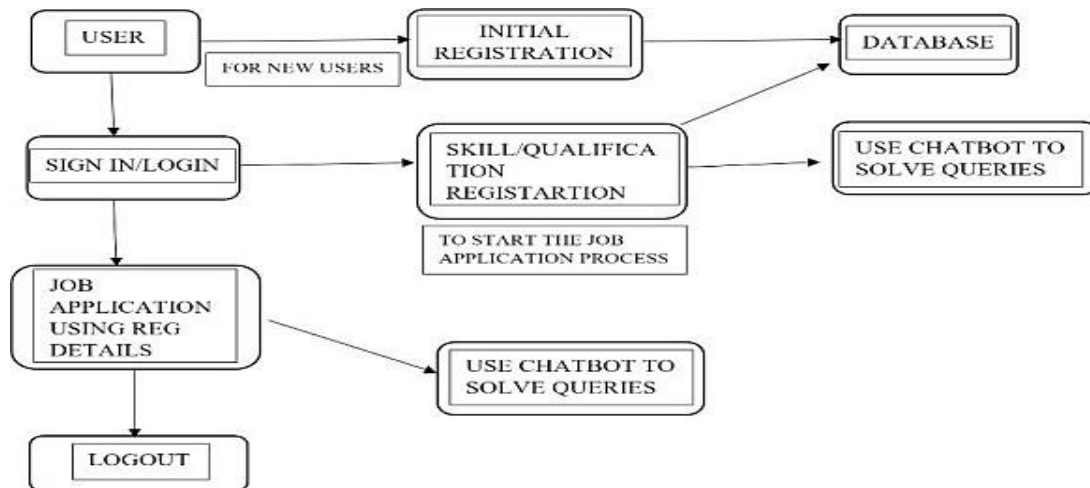 USER
FOR NEW USERS
INITIAL
REGISTRATION
DATABASE
SIGN IN/LOGIN
SKILL/QUALIFICA
TION
REGISTARTION
USE CHATBOT TO
SOLVE QUERIES
TO START THE JOB
APPLICATION PROCESS
JOB
APPLICATION
USING REG
DETAILS
USE CHATBOT TO
SOLVE QUERIES
LOGOUT